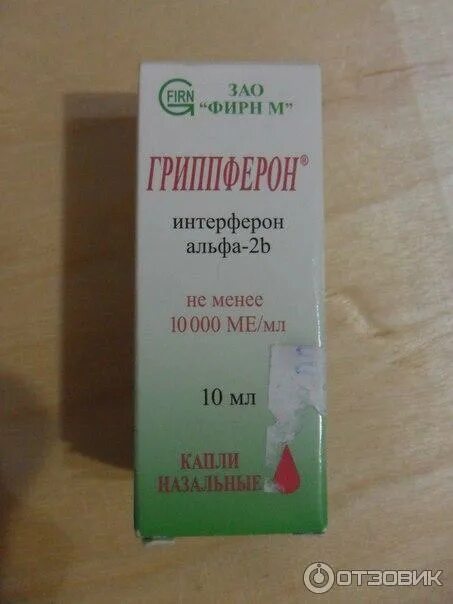 FIRN
ЗАО
"ФИРН М"
ГРИППФЕРОН®
интерферон
альфа-2b
не менее
10 000 МЕ/мл
10 мл
КАПЛИ
НАЗАЛЬНЫЕ
ОТЗОВИК